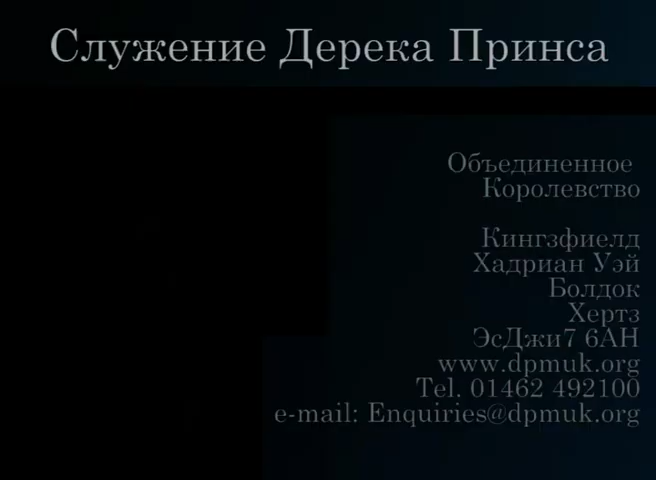 Служение Дерека Принса
Объединенное
Королевство
Кингзфиелд
Хадриан Уэй
Болдок
Хертз
ЭсДжи7 6АН
www.dpmuk.org
Tel. 01462 492100
e-mail: Enquiries@dpmuk.org